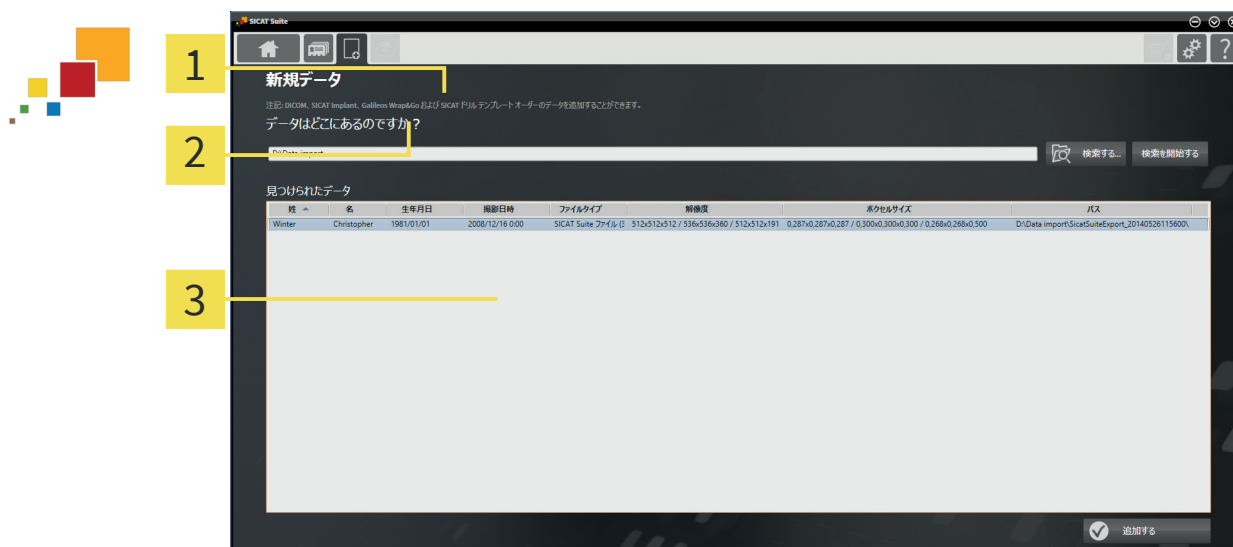 SICAT Suite
1
新規データ
注記: DICOM、SICAT Implant、Galileos Wrap&Go および SICAT ドリル テンプレート オーダーのデータを追加することができます。
データはどこにあるのですか？
2
D:\Data import
検索する... 検索を開始する
見つけられたデータ
姓 名 生年月日 撮影日時 ファイルタイプ 解像度 ボクセルサイズ パス
Winter Christopher 1981/01/01 2008/12/16 0:00 SICAT Suite ファイル (3 512x512x512 / 536x536x360 / 512x512x191 0,287x0,287x0,287 / 0,300x0,300x0,300 / 0,268x0,268x0,500 D:\Data import\SicatSuiteExport_20140526115600\
3
追加する